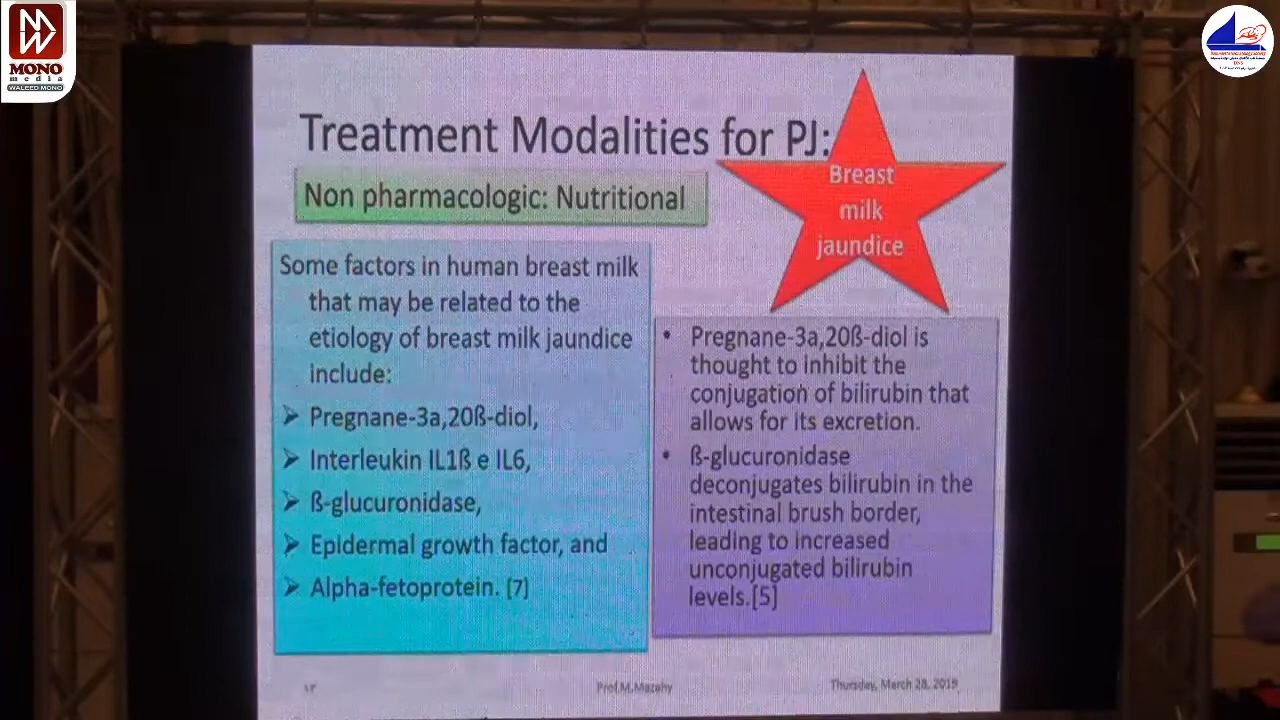 MONO
media
WALEED MONO
DNS
Treatment Modalities for PJ:
Breast
milk
jaundice
Non pharmacologic: Nutritional
Some factors in human breast milk
that may be related to the
etiology of breast milk jaundice
include:
➢ Pregnane-3a,20ß-diol,
➢ Interleukin IL1ß e IL6,
➢ ß-glucuronidase,
➢ Epidermal growth factor, and
➢ Alpha-fetoprotein. [7]
• Pregnane-3a,20ß-diol is
thought to inhibit the
conjugation of bilirubin that
allows for its excretion.
• ß-glucuronidase
deconjugates bilirubin in the
intestinal brush border,
leading to increased
unconjugated bilirubin
levels.[5]
١٣
Prof.M.Mazahy
Thursday, March 28, 2019